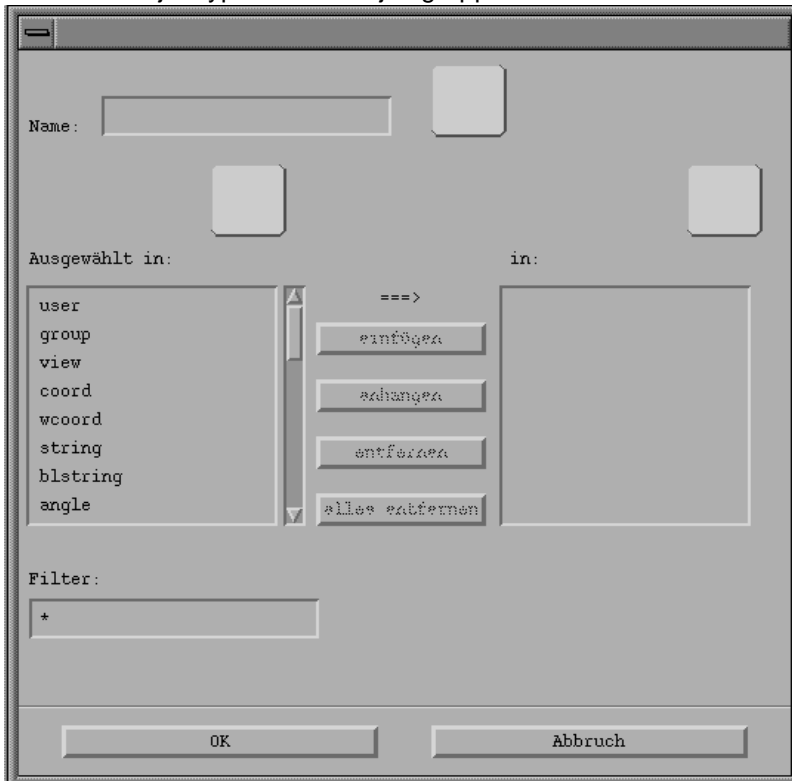 Name:
Ausgewählt in:
in:
user
group
view
coord
wcoord
string
blstring
angle
===>
einfügen
anhängen
entfernen
alles entfernen
Filter:
*
OK
Abbruch